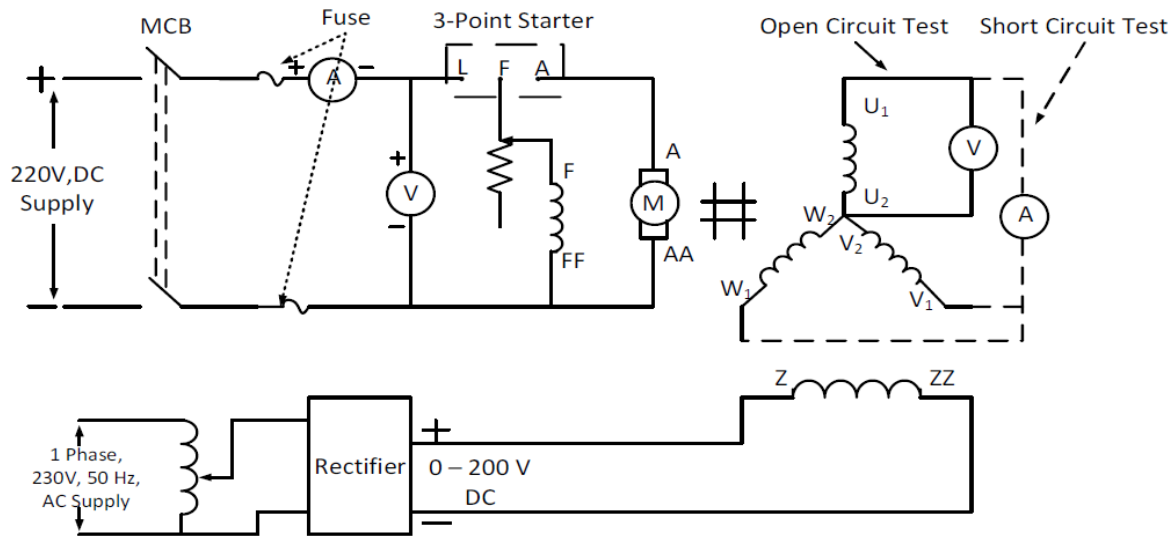 MCB
Fuse
3-Point Starter
Open Circuit Test
Short Circuit Test
+
+
A
−
L
F
A
U₁
V
220V,DC
Supply
+
V
−
F
FF
A
M
AA
U₂
W₂
V₂
W₁
V₁
A
−
Z
ZZ
1 Phase,
230V, 50 Hz,
AC Supply
Rectifier
+
0 – 200 V
DC
−